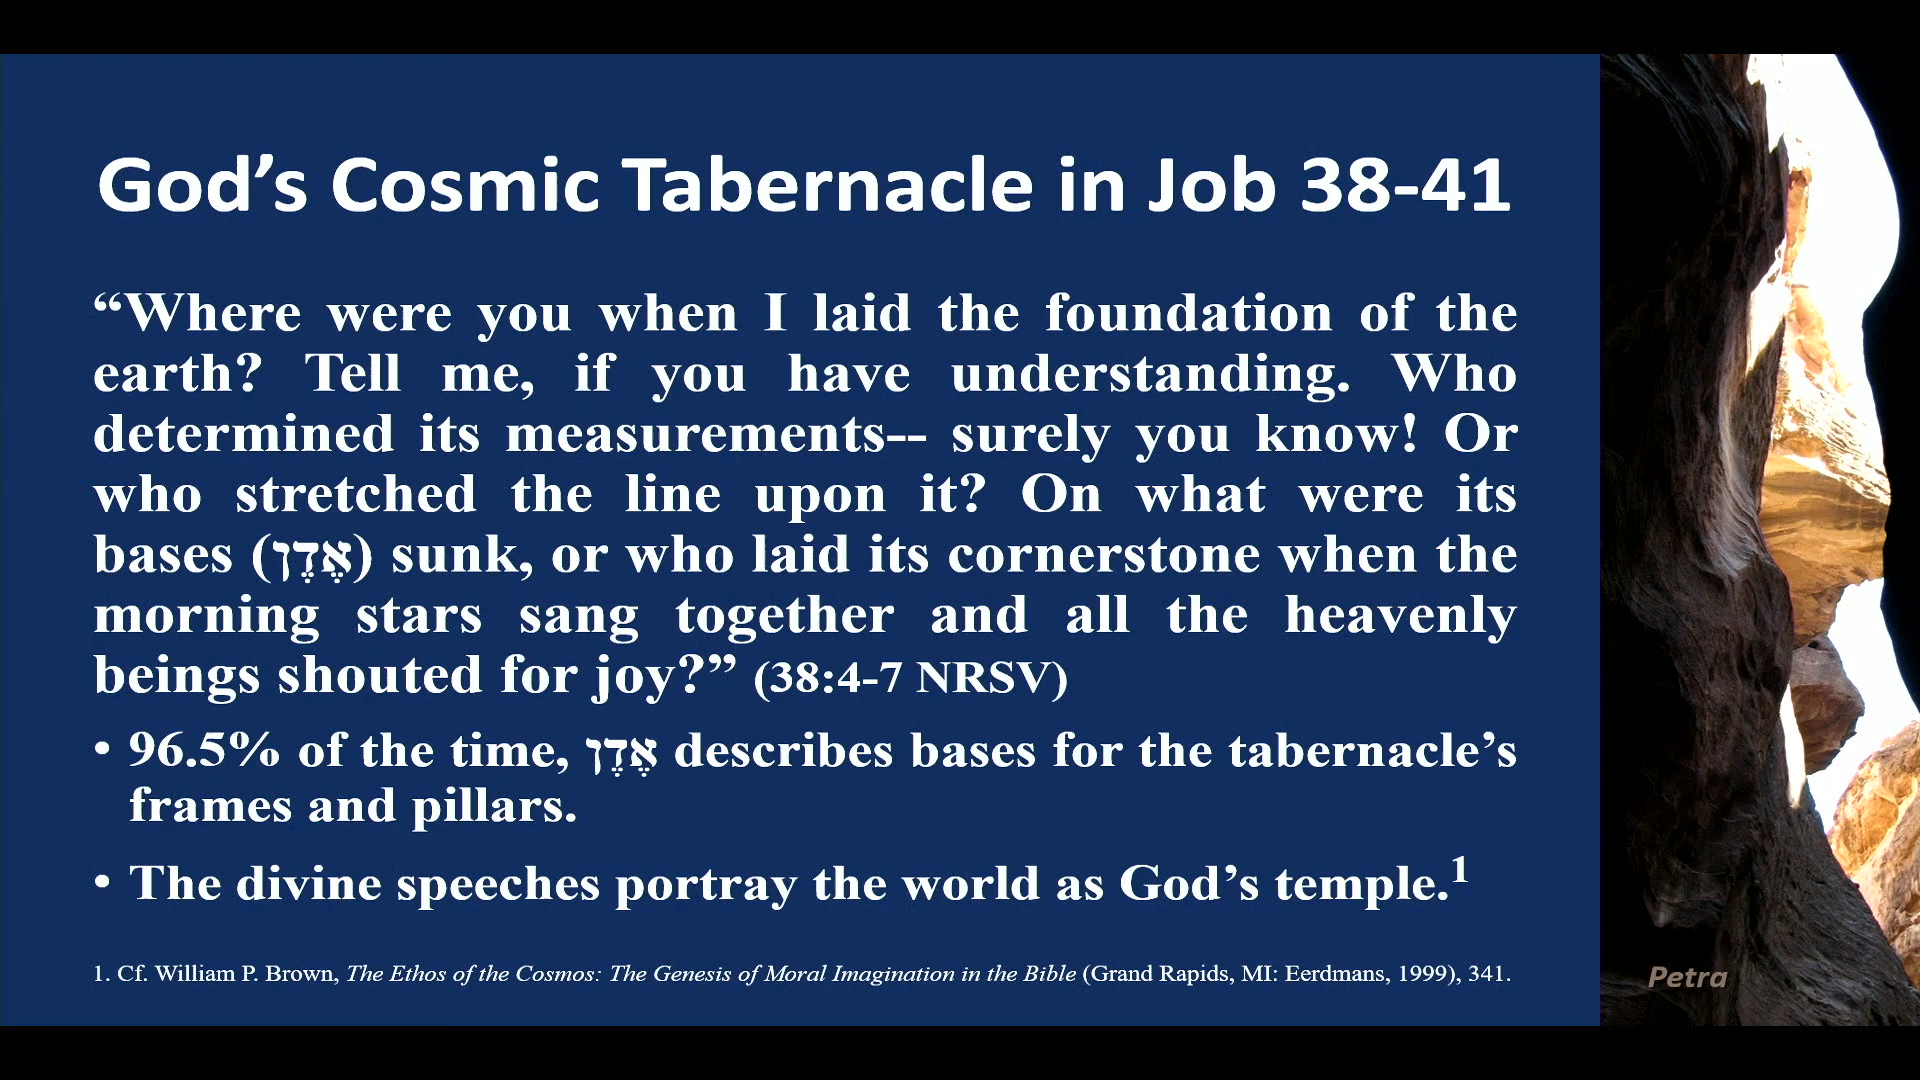 God’s Cosmic Tabernacle in Job 38-41
“Where were you when I laid the foundation of the
earth? Tell me, if you have understanding. Who
determined its measurements-- surely you know! Or
who stretched the line upon it? On what were its
bases (אֶדֶן) sunk, or who laid its cornerstone when the
morning stars sang together and all the heavenly
beings shouted for joy?” (38:4-7 NRSV)
• 96.5% of the time, אֶדֶן describes bases for the tabernacle’s
frames and pillars.
• The divine speeches portray the world as God’s temple.¹
1. Cf. William P. Brown, The Ethos of the Cosmos: The Genesis of Moral Imagination in the Bible (Grand Rapids, MI: Eerdmans, 1999), 341.
Petra